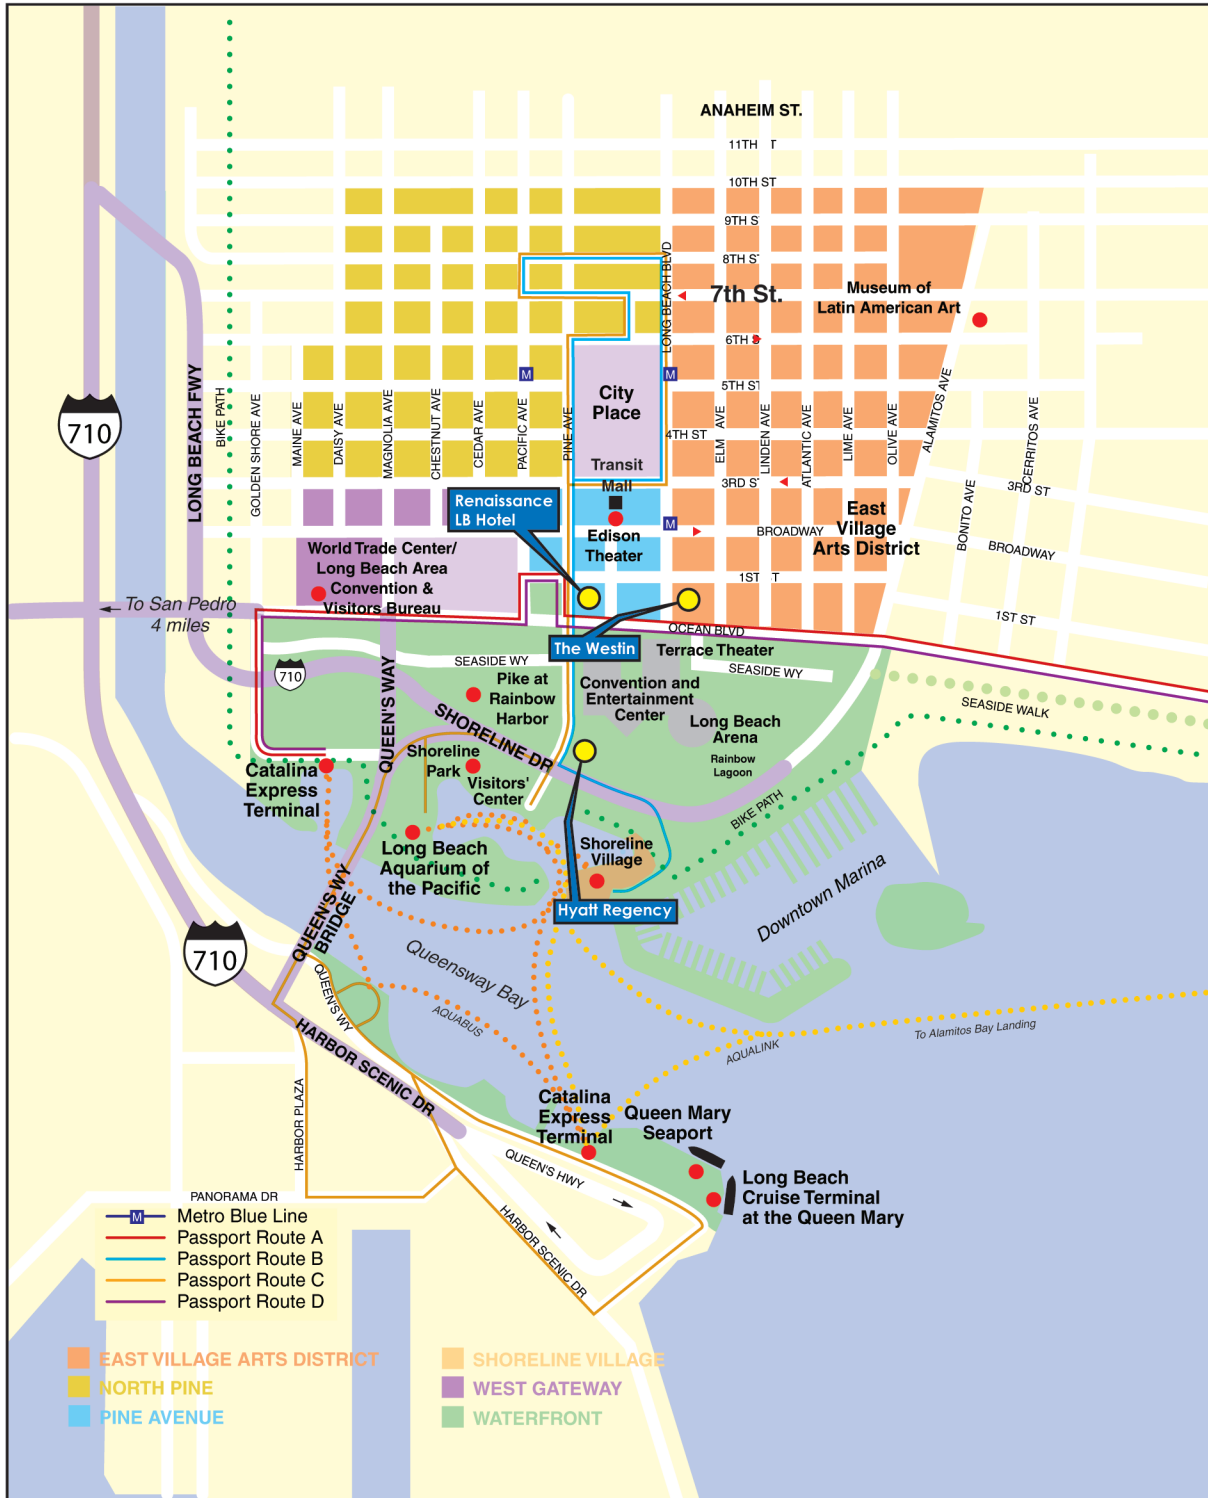 ANAHEIM ST.
11TH ST
10TH ST
9TH S
8TH S
7th St.
6TH S
5TH ST
4TH ST
3RD S
BROADWAY
1ST ST
Museum of
Latin American Art
LONG BEACH BLVD
City
Place
Transit
Mall
Edison
Theater
East
Village
Arts District
LONG BEACH FWY
BIKE PATH
GOLDEN SHORE AVE
MAINE AVE
DAISY AVE
MAGNOLIA AVE
CHESTNUT AVE
CEDAR AVE
PACIFIC AVE
PINE AVE
ELM AVE
LINDEN AVE
ATLANTIC AVE
LIME AVE
OLIVE AVE
ALAMITOS AVE
BONITO AVE
CERRITOS AVE
3RD ST
BROADWAY
1ST ST
M
M
M
710
Renaissance
LB Hotel
World Trade Center/
Long Beach Area
Convention &
Visitors Bureau
To San Pedro
4 miles
The Westin
OCEAN BLVD
Terrace Theater
SEASIDE WY
SEASIDE WY
SEASIDE WALK
710
QUEEN'S WAY
Pike at
Rainbow
Harbor
SHORELINE DR
Convention and
Entertainment
Center
Long Beach
Arena
Rainbow
Lagoon
Shoreline
Park
Visitors'
Center
Catalina
Express
Terminal
BIKE PATH
Long Beach
Aquarium of
the Pacific
Shoreline
Village
Hyatt Regency
Downtown Marina
QUEEN'S WY
BRIDGE
710
Queensway Bay
QUEEN'S WY
AQUABUS
AQUALINK
To Alamitos Bay Landing
HARBOR SCENIC DR
HARBOR PLAZA
Catalina
Express
Terminal
Queen Mary
Seaport
Long Beach
Cruise Terminal
at the Queen Mary
QUEEN'S HWY
HARBOR SCENIC DR
PANORAMA DR
M Metro Blue Line
Passport Route A
Passport Route B
Passport Route C
Passport Route D
EAST VILLAGE ARTS DISTRICT
NORTH PINE
PINE AVENUE
SHORELINE VILLAGE
WEST GATEWAY
WATERFRONT